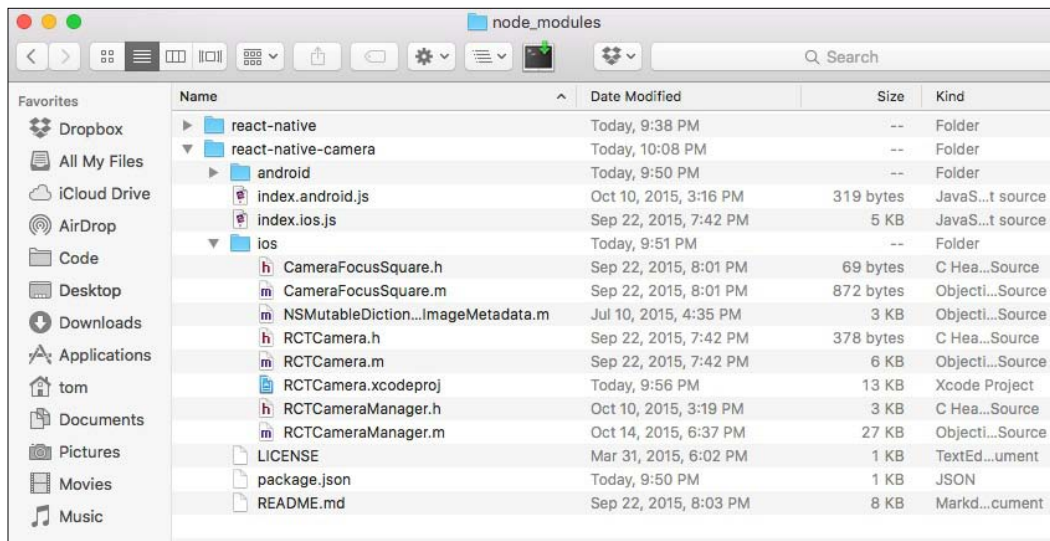 node_modules
Search
Favorites
Dropbox
All My Files
iCloud Drive
AirDrop
Code
Desktop
Downloads
Applications
tom
Documents
Pictures
Movies
Music
Name Date Modified Size Kind
react-native Today, 9:38 PM -- Folder
react-native-camera Today, 10:08 PM -- Folder
android Today, 9:50 PM -- Folder
index.android.js Oct 10, 2015, 3:16 PM 319 bytes JavaS...t source
index.ios.js Sep 22, 2015, 7:42 PM 5 KB JavaS...t source
ios Today, 9:51 PM -- Folder
h CameraFocusSquare.h Sep 22, 2015, 8:01 PM 69 bytes C Hea...Source
m CameraFocusSquare.m Sep 22, 2015, 8:01 PM 872 bytes Objecti...Source
m NSMutableDiction...ImageMetadata.m Jul 10, 2015, 4:35 PM 3 KB Objecti...Source
h RCTCamera.h Sep 22, 2015, 7:42 PM 378 bytes C Hea...Source
m RCTCamera.m Sep 22, 2015, 7:42 PM 6 KB Objecti...Source
RCTCamera.xcodeproj Today, 9:56 PM 13 KB Xcode Project
h RCTCameraManager.h Oct 10, 2015, 3:19 PM 3 KB C Hea...Source
m RCTCameraManager.m Oct 14, 2015, 6:37 PM 27 KB Objecti...Source
LICENSE Mar 31, 2015, 6:02 PM 1 KB TextEd...ument
package.json Today, 9:50 PM 1 KB JSON
README.md Sep 22, 2015, 8:03 PM 8 KB Markd...cument